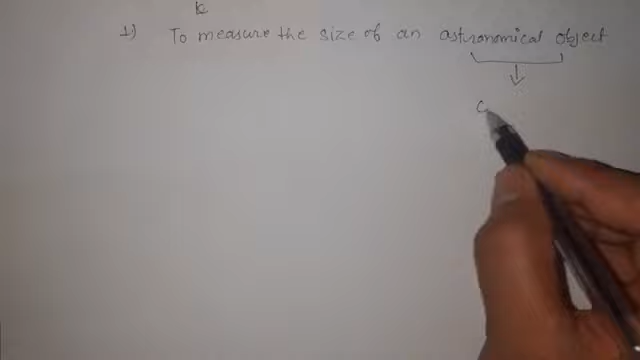 1) To measure the size of an astronomical object